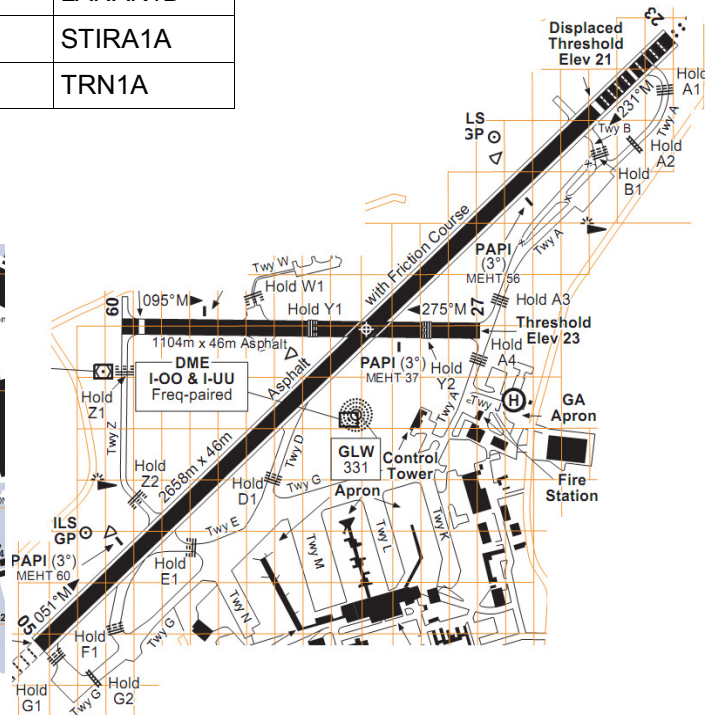 STIRA1A
TRN1A
23
Displaced
Threshold
Elev 21
Hold
A1
231°M
Twy A
Twy B
Hold
A2
Hold
B1
ILS
GP
with Friction Course
PAPI
(3°)
MEHT 56
Twy A
Twy W
Hold W1
095°M
09
Hold Y1
275°M
27
Hold A3
Threshold
Elev 23
1104m x 46m Asphalt
DME
I-OO & I-UU
Freq-paired
Asphalt
PAPI (3°)
MEHT 37
Hold
Y2
Hold
A4
Hold
Z1
Twy Z
2658m x 46m
Twy D
GLW
331
Control
Tower
Twy A
Twy
H
GA
Apron
Fire
Station
Hold
Z2
Hold
D1
Twy G
Apron
Twy E
Twy M
Twy L
Twy K
ILS
GP
PAPI (3°)
MEHT 60
Hold
E1
051°M
05
Hold
F1
Twy G
Twy N
Hold
G1
Twy G
Hold
G2